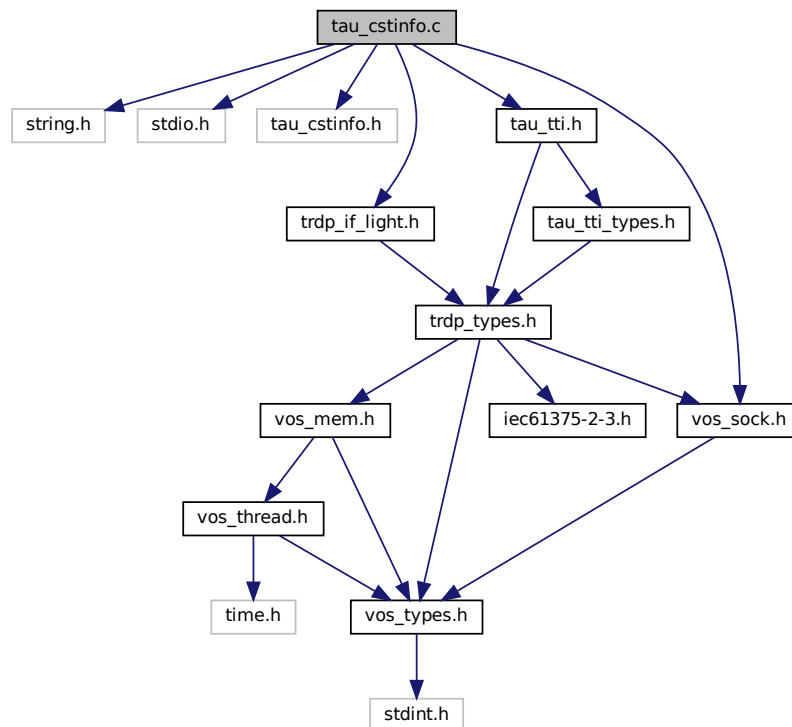 tau_cstinfo.c
string.h
stdio.h
tau_cstinfo.h
tau_tti.h
trdp_if_light.h
tau_tti_types.h
trdp_types.h
vos_mem.h
iec61375-2-3.h
vos_sock.h
vos_thread.h
time.h
vos_types.h
stdint.h